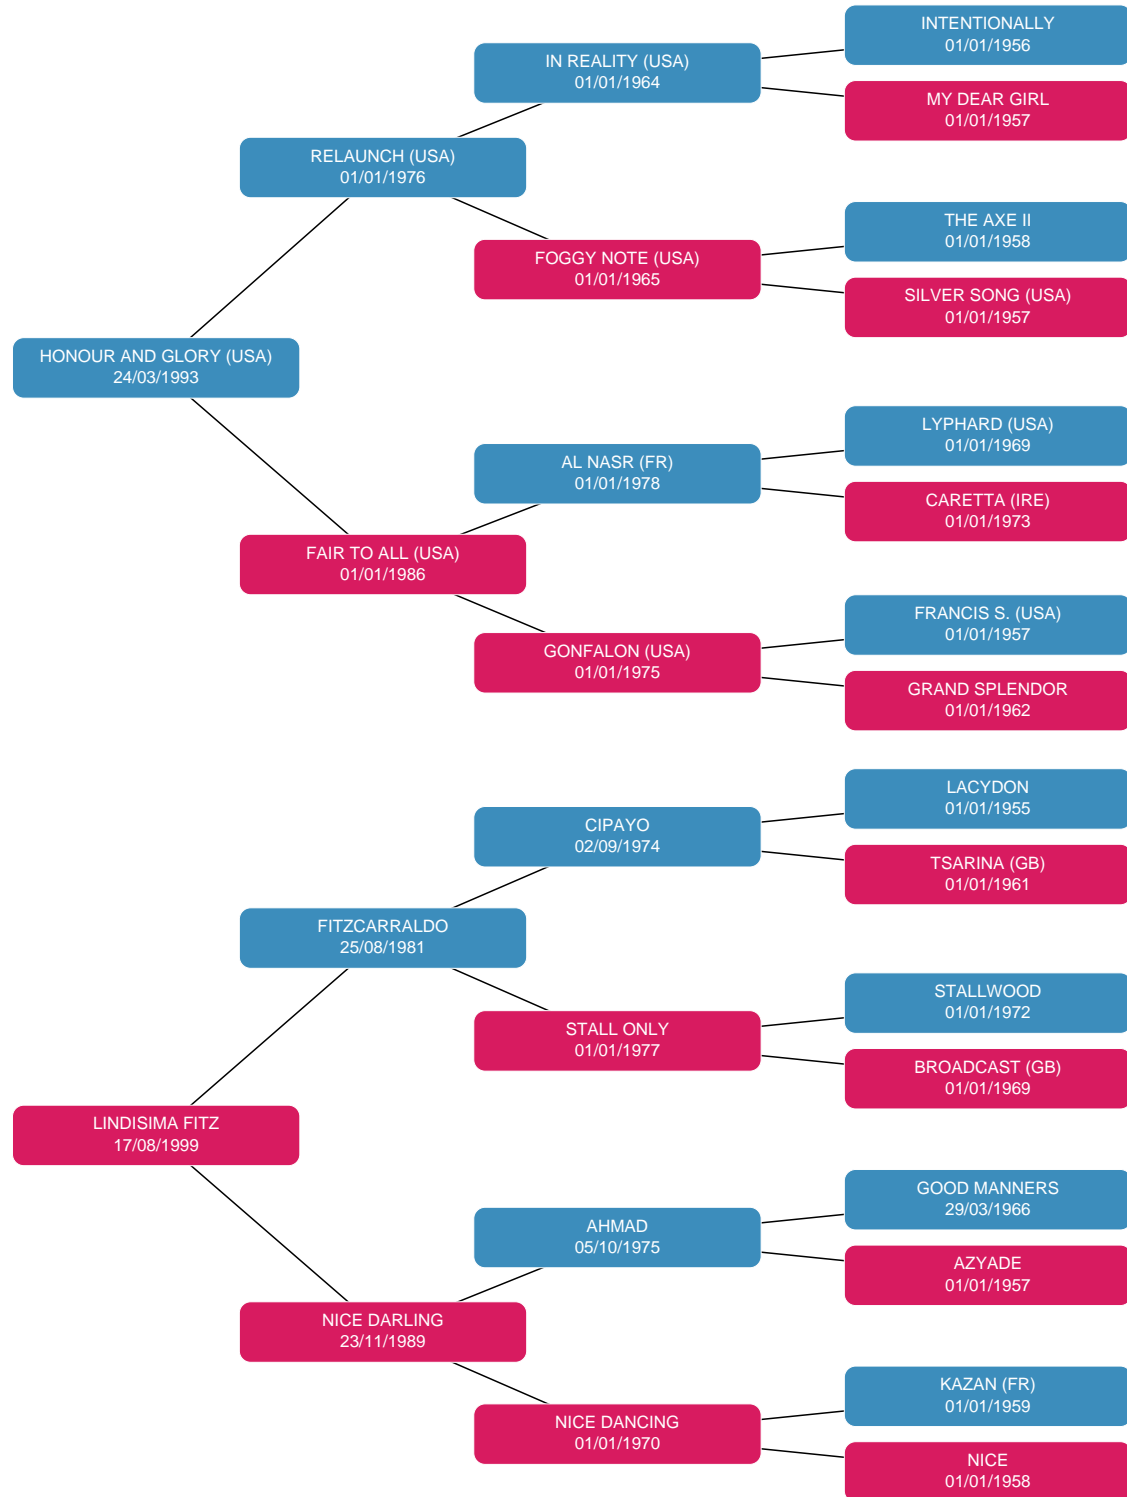 INTENTIONALLY
01/01/1956
IN REALITY (USA)
01/01/1964
MY DEAR GIRL
01/01/1957
RELAUNCH (USA)
01/01/1976
THE AXE II
01/01/1958
FOGGY NOTE (USA)
01/01/1965
SILVER SONG (USA)
01/01/1957
HONOUR AND GLORY (USA)
24/03/1993
LYPHARD (USA)
01/01/1969
AL NASR (FR)
01/01/1978
CARETTA (IRE)
01/01/1973
FAIR TO ALL (USA)
01/01/1986
FRANCIS S. (USA)
01/01/1957
GONFALON (USA)
01/01/1975
GRAND SPLENDOR
01/01/1962
LACYDON
01/01/1955
CIPAYO
02/09/1974
TSARINA (GB)
01/01/1961
FITZCARRALDO
25/08/1981
STALLWOOD
01/01/1972
STALL ONLY
01/01/1977
BROADCAST (GB)
01/01/1969
LINDISIMA FITZ
17/08/1999
GOOD MANNERS
29/03/1966
AHMAD
05/10/1975
AZYADE
01/01/1957
NICE DARLING
23/11/1989
KAZAN (FR)
01/01/1959
NICE DANCING
01/01/1970
NICE
01/01/1958